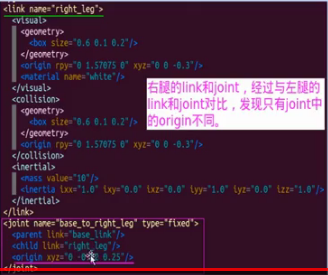 <link name="right_leg">
<visual>
<geometry>
<box size="0.6 0.1 0.2"/>
</geometry>
<origin rpy="0 1.57075 0" xyz="0 0 -0.3"/>
<material name="white"/>
</visual>
<collision>
<geometry>
<box size="0.6 0.1 0.2"/>
</geometry>
<origin rpy="0 1.57075 0" xyz="0 0 -0.3"/>
</collision>
<inertial>
<mass value="10"/>
<inertia ixx="1.0" ixy="0.0" ixz="0.0" iyy="1.0" iyz="0.0" izz="1.0"/>
</inertial>
</link>
<joint name="base_to_right_leg" type="fixed">
<parent link="base_link"/>
<child link="right_leg"/>
<origin xyz="0 0.25"/>
</joint>
右腿的link和joint，经过与左腿的
link和joint对比，发现只有joint中
的origin不同。